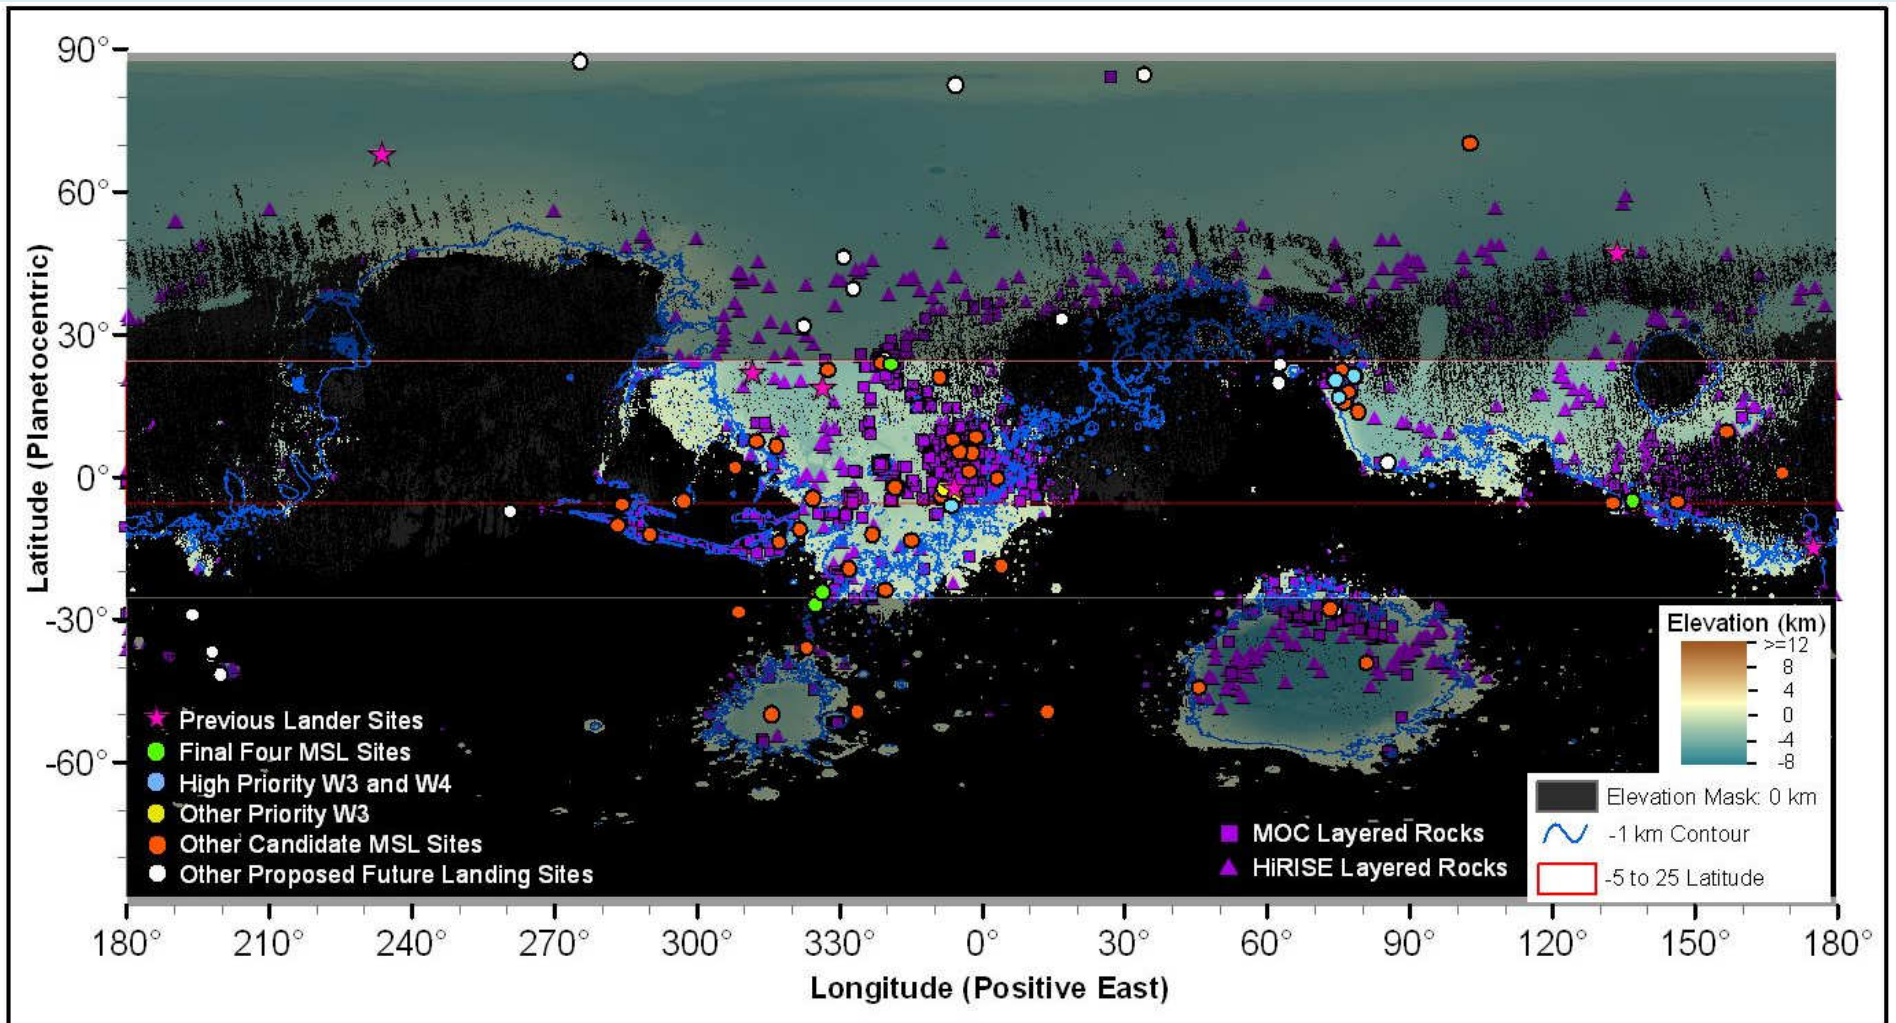 90°
60°
30°
0°
-30°
-60°
Latitude (Planetocentric)
Previous Lander Sites
Final Four MSL Sites
High Priority W3 and W4
Other Priority W3
Other Candidate MSL Sites
Other Proposed Future Landing Sites
MOC Layered Rocks
HiRISE Layered Rocks
Elevation (km)
>=12
8
4
0
-4
-8
Elevation Mask: 0 km
-1 km Contour
-5 to 25 Latitude
180° 210° 240° 270° 300° 330° 0° 30° 60° 90° 120° 150° 180°
Longitude (Positive East)